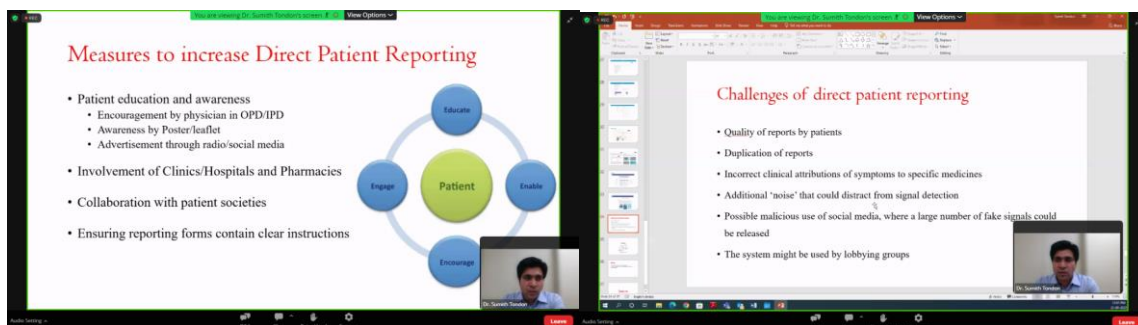 You are viewing Dr. Sumith Tondon's screen
View Options
Measures to increase Direct Patient Reporting
• Patient education and awareness
• Encouragement by physician in OPD/IPD
• Awareness by Poster/leaflet
• Advertisement through radio/social media
• Involvement of Clinics/Hospitals and Pharmacies
• Collaboration with patient societies
• Ensuring reporting forms contain clear instructions
Educate
Engage
Patient
Enable
Encourage
Dr. Sumith Tondon
Audio Setting
Leave
You are viewing Dr. Sumith Tondon's screen
View Options
Challenges of direct patient reporting
• Quality of reports by patients
• Duplication of reports
• Incorrect clinical attributions of symptoms to specific medicines
• Additional 'noise' that could distract from signal detection
• Possible malicious use of social media, where a large number of fake signals could
be released
• The system might be used by lobbying groups
Dr. Sumith Tondon
Audio Setting
Leave